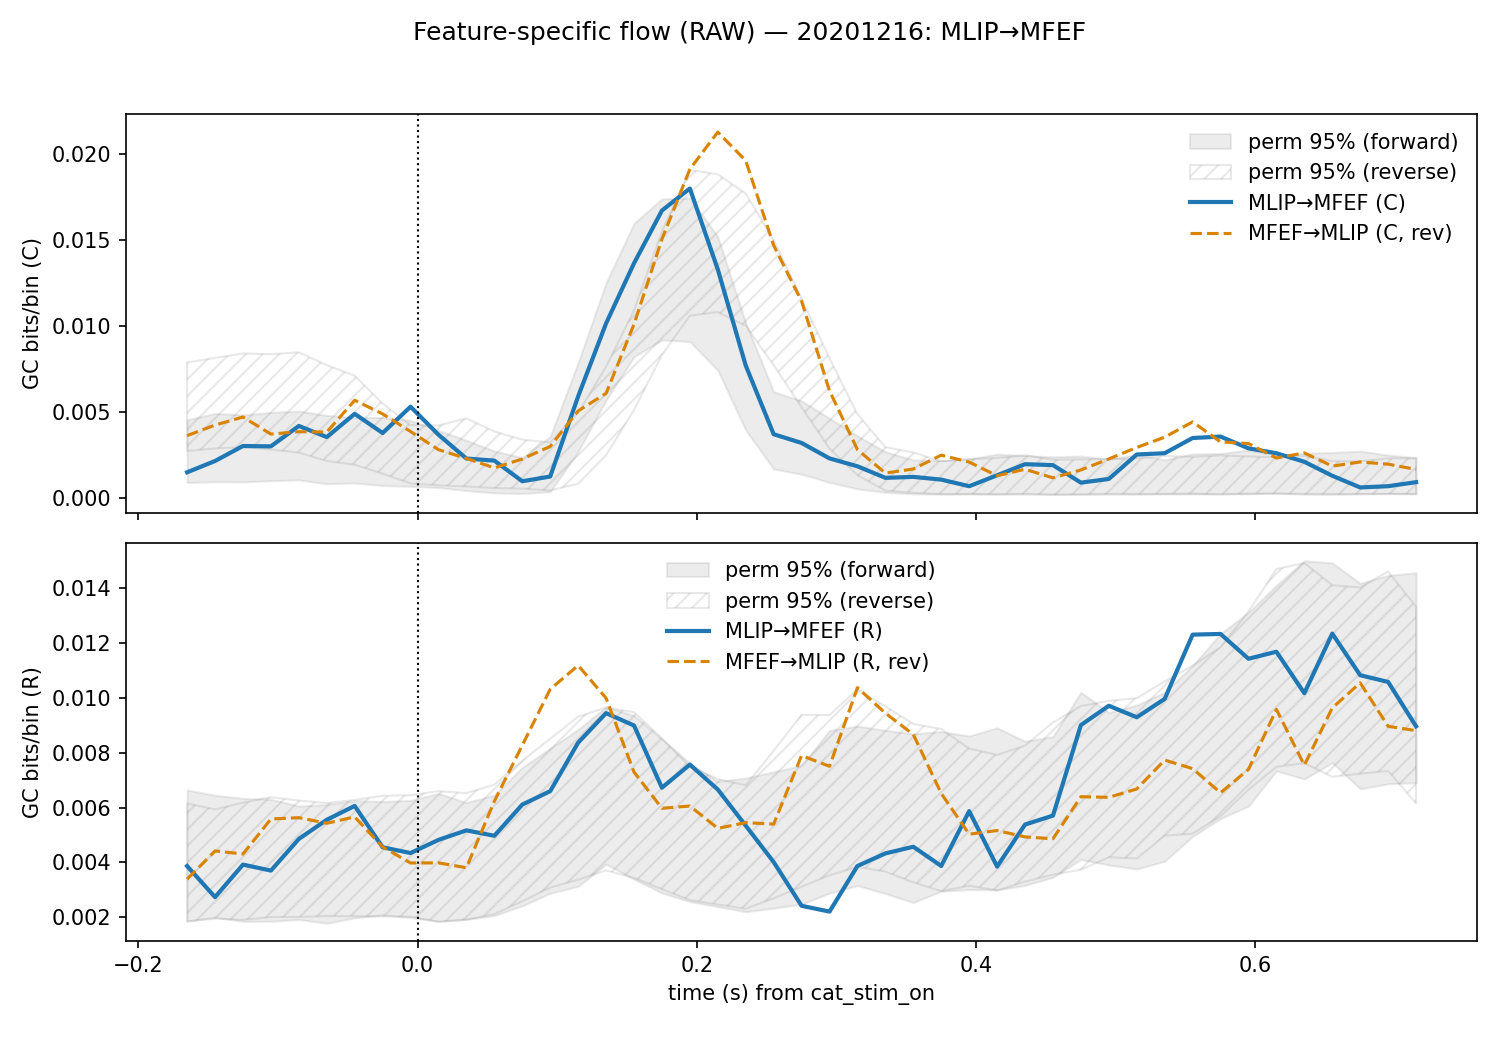 Feature-specific flow (RAW) — 20201216: MLIP→MFEF
GC bits/bin (C)
0.020
0.015
0.010
0.005
0.000
perm 95% (forward)
perm 95% (reverse)
MLIP→MFEF (C)
MFEF→MLIP (C, rev)
GC bits/bin (R)
0.014
0.012
0.010
0.008
0.006
0.004
0.002
perm 95% (forward)
perm 95% (reverse)
MLIP→MFEF (R)
MFEF→MLIP (R, rev)
−0.2 0.0 0.2 0.4 0.6
time (s) from cat_stim_on